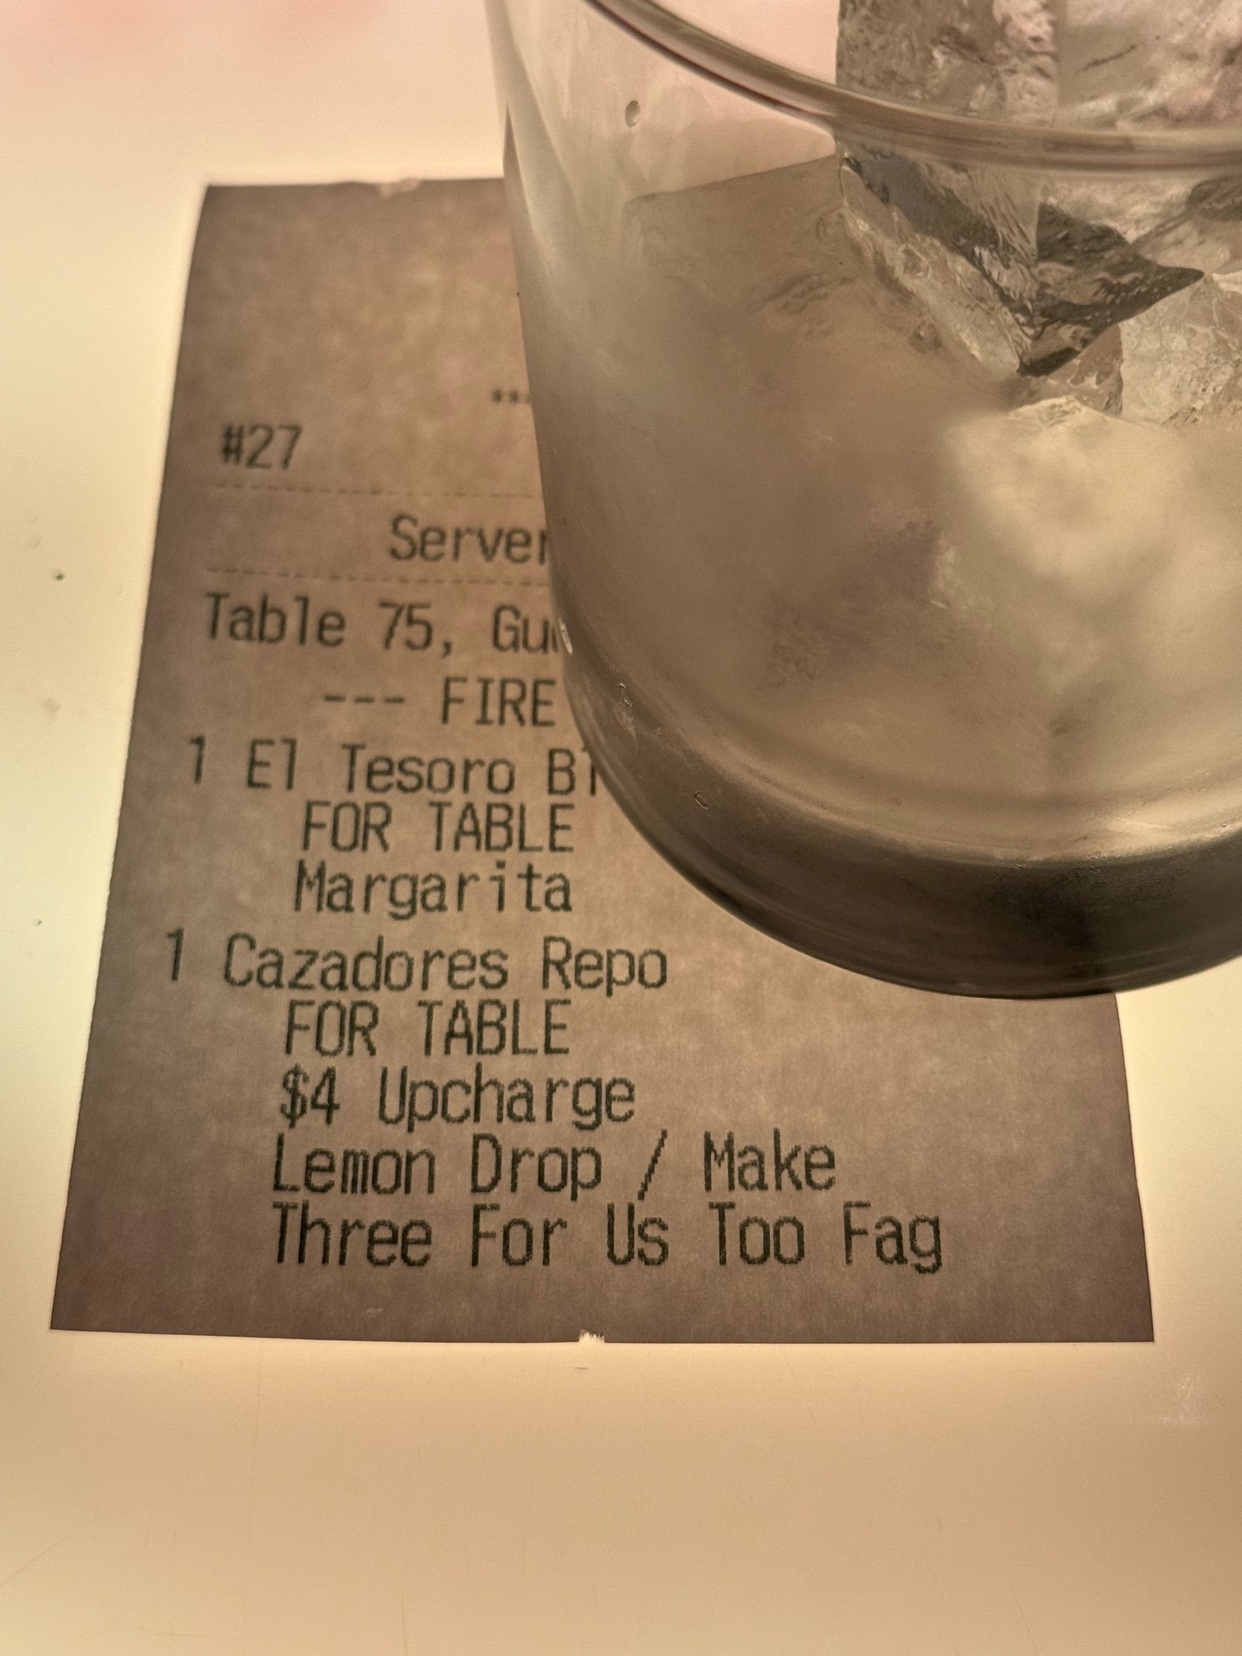 ***
#27
Server
Table 75,
--- FIRE
1 El Tesoro
FOR TABLE
Margarita
1 Cazadores Repo
FOR TABLE
$4 Upcharge
Lemon Drop / Make
Three For Us Too Fag